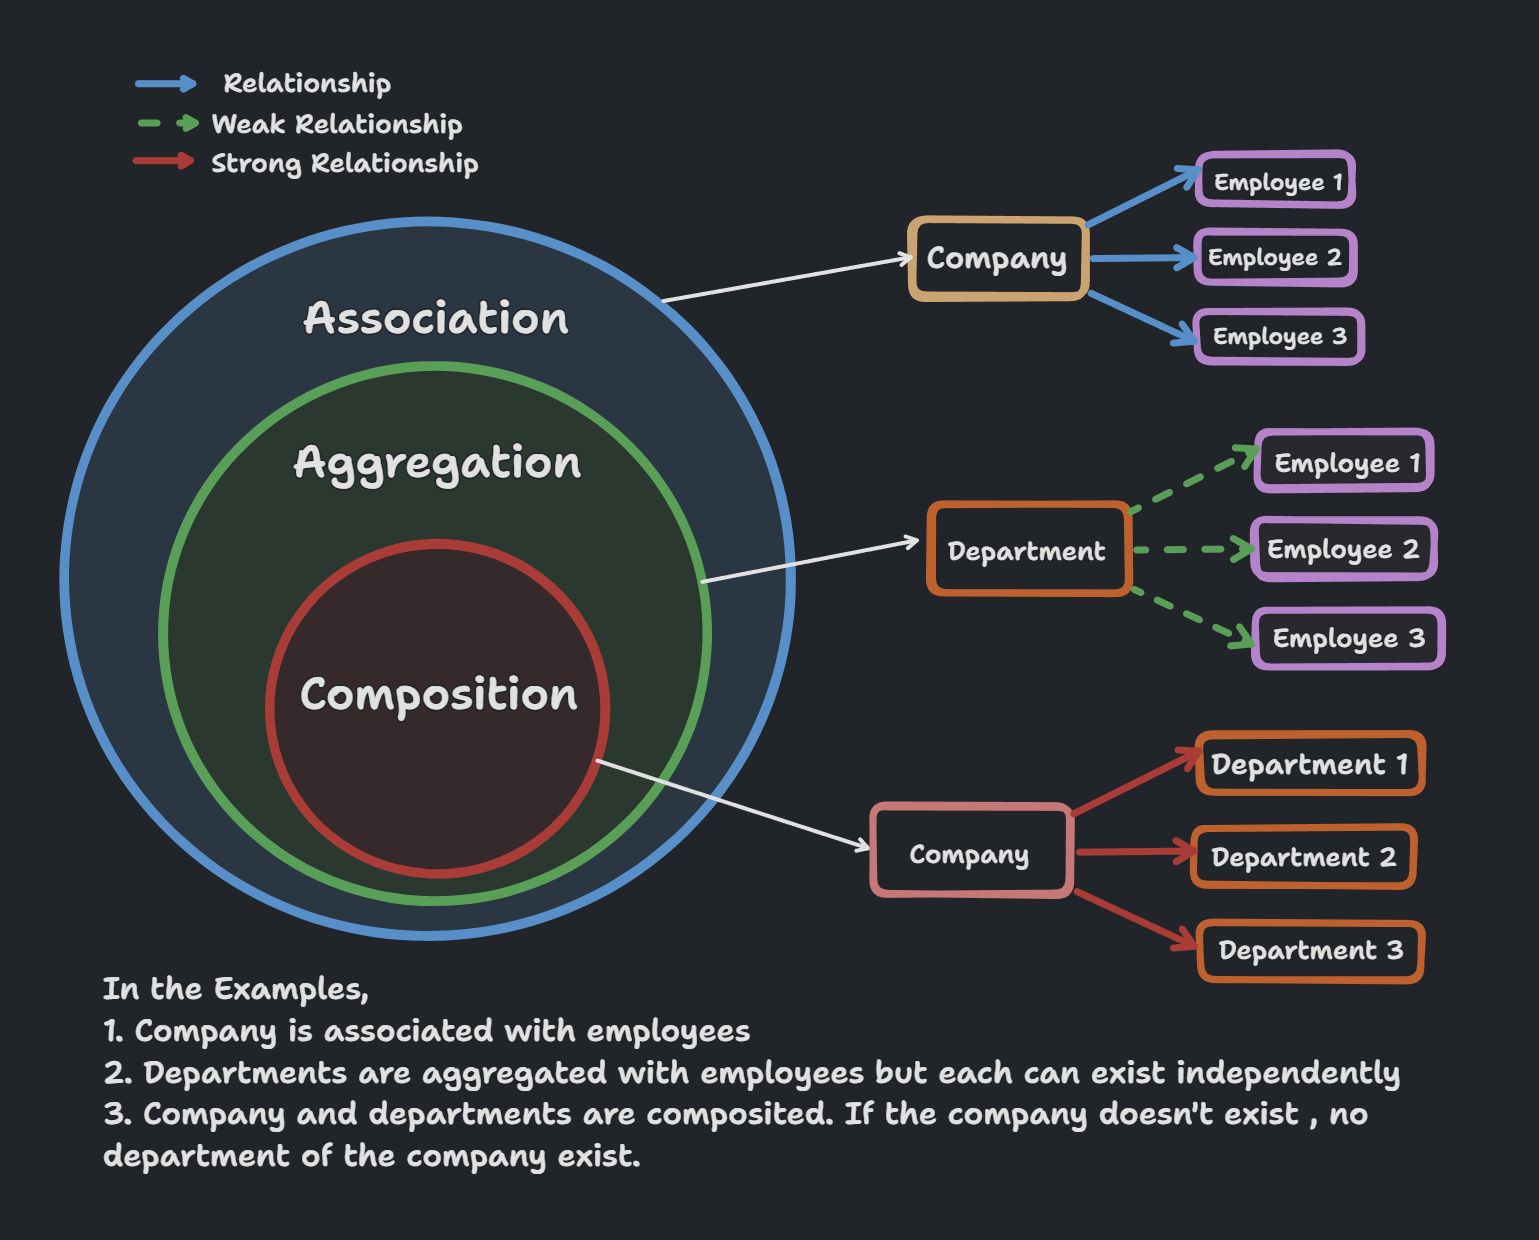 Relationship
Weak Relationship
Strong Relationship
Association
Aggregation
Composition
Company
Employee 1
Employee 2
Employee 3
Department
Employee 1
Employee 2
Employee 3
Company
Department 1
Department 2
Department 3
In the Examples,
1. Company is associated with employees
2. Departments are aggregated with employees but each can exist independently
3. Company and departments are composited. If the company doesn't exist , no
department of the company exist.